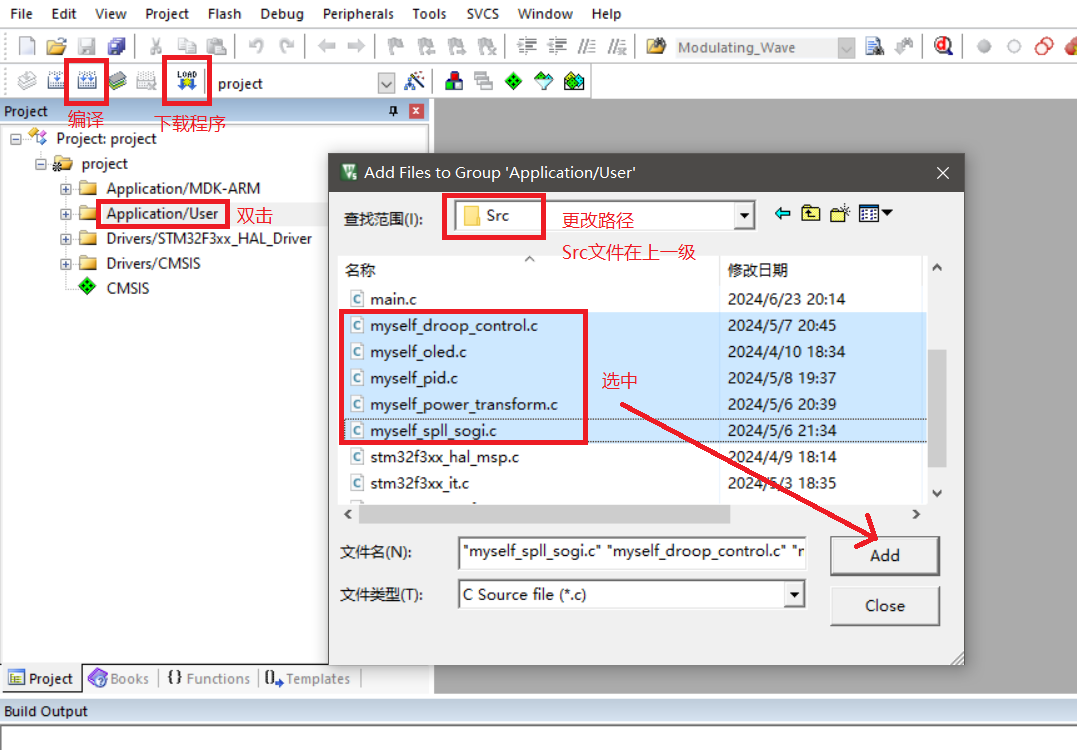 File Edit View Project Flash Debug Peripherals Tools SVCS Window Help
Modulating_Wave
LOAD
project
编译
下载程序
Project
Project: project
project
Application/MDK-ARM
Application/User
双击
Drivers/STM32F3xx_HAL_Driver
Drivers/CMSIS
CMSIS
Add Files to Group 'Application/User'
查找范围(I):
Src
更改路径
Src文件在上一级
名称 修改日期
main.c 2024/6/23 20:14
myself_droop_control.c 2024/5/7 20:45
myself_oled.c 2024/4/10 18:34
myself_pid.c 2024/5/8 19:37
选中
myself_power_transform.c 2024/5/6 20:39
myself_spll_sogi.c 2024/5/6 21:34
stm32f3xx_hal_msp.c 2024/4/9 18:14
stm32f3xx_it.c 2024/5/3 18:35
文件名(N):
"myself_spll_sogi.c" "myself_droop_control.c" "r
Add
文件类型(T):
C Source file (*.c)
Close
Project Books {} Functions Templates
Build Output